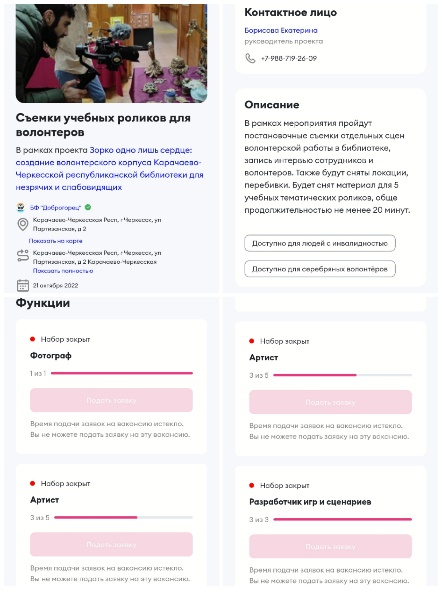 Съемки учебных роликов для
волонтеров
В рамках проекта Зорко одно лишь сердце:
создание волонтерского корпуса Карачаево-
Черкесской республиканской библиотеки для
незрячих и слабовидящих
БФ "Доброгорец"
Карачаево-Черкесская Респ, г Черкесск, ул
Партизанская, д 2
Показать на карте
Карачаево-Черкесская Респ, г Черкесск, ул
Партизанская, д 2 Карачаево-Черкесская
Показать полностью
21 октября 2022
Контактное лицо
Борисова Екатерина
руководитель проекта
+7-988-719-26-09
Описание
В рамках мероприятия пройдут
постановочные съемки отдельных сцен
волонтерской работы в библиотеке,
запись интервью сотрудников и
волонтеров. Также будут сняты локации,
перебивки. Будет снят материал для 5
учебных тематических роликов, обще
продолжительностью не менее 20 минут.
Доступно для людей с инвалидностью
Доступно для серебряных волонтёров
Функции
Набор закрыт
Фотограф
1 из 1
Подать заявку
Время подачи заявок на вакансию истекло.
Вы не можете подать заявку на эту вакансию.
Набор закрыт
Артист
3 из 5
Подать заявку
Время подачи заявок на вакансию истекло.
Вы не можете подать заявку на эту вакансию.
Набор закрыт
Артист
3 из 5
Подать заявку
Время подачи заявок на вакансию истекло.
Вы не можете подать заявку на эту вакансию.
Набор закрыт
Разработчик игр и сценариев
3 из 3
Подать заявку
Время подачи заявок на вакансию истекло.
Вы не можете подать заявку на эту вакансию.